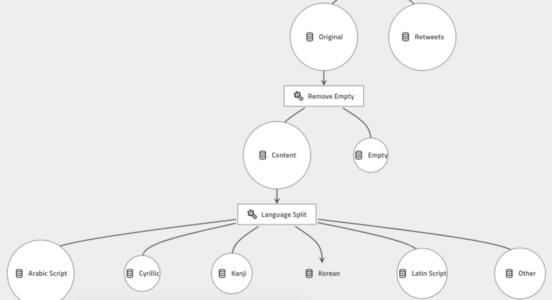 Original
Retweets
Remove Empty
Content
Empty
Language Split
Arabic Script
Cyrillic
Kanji
Korean
Latin Script
Other